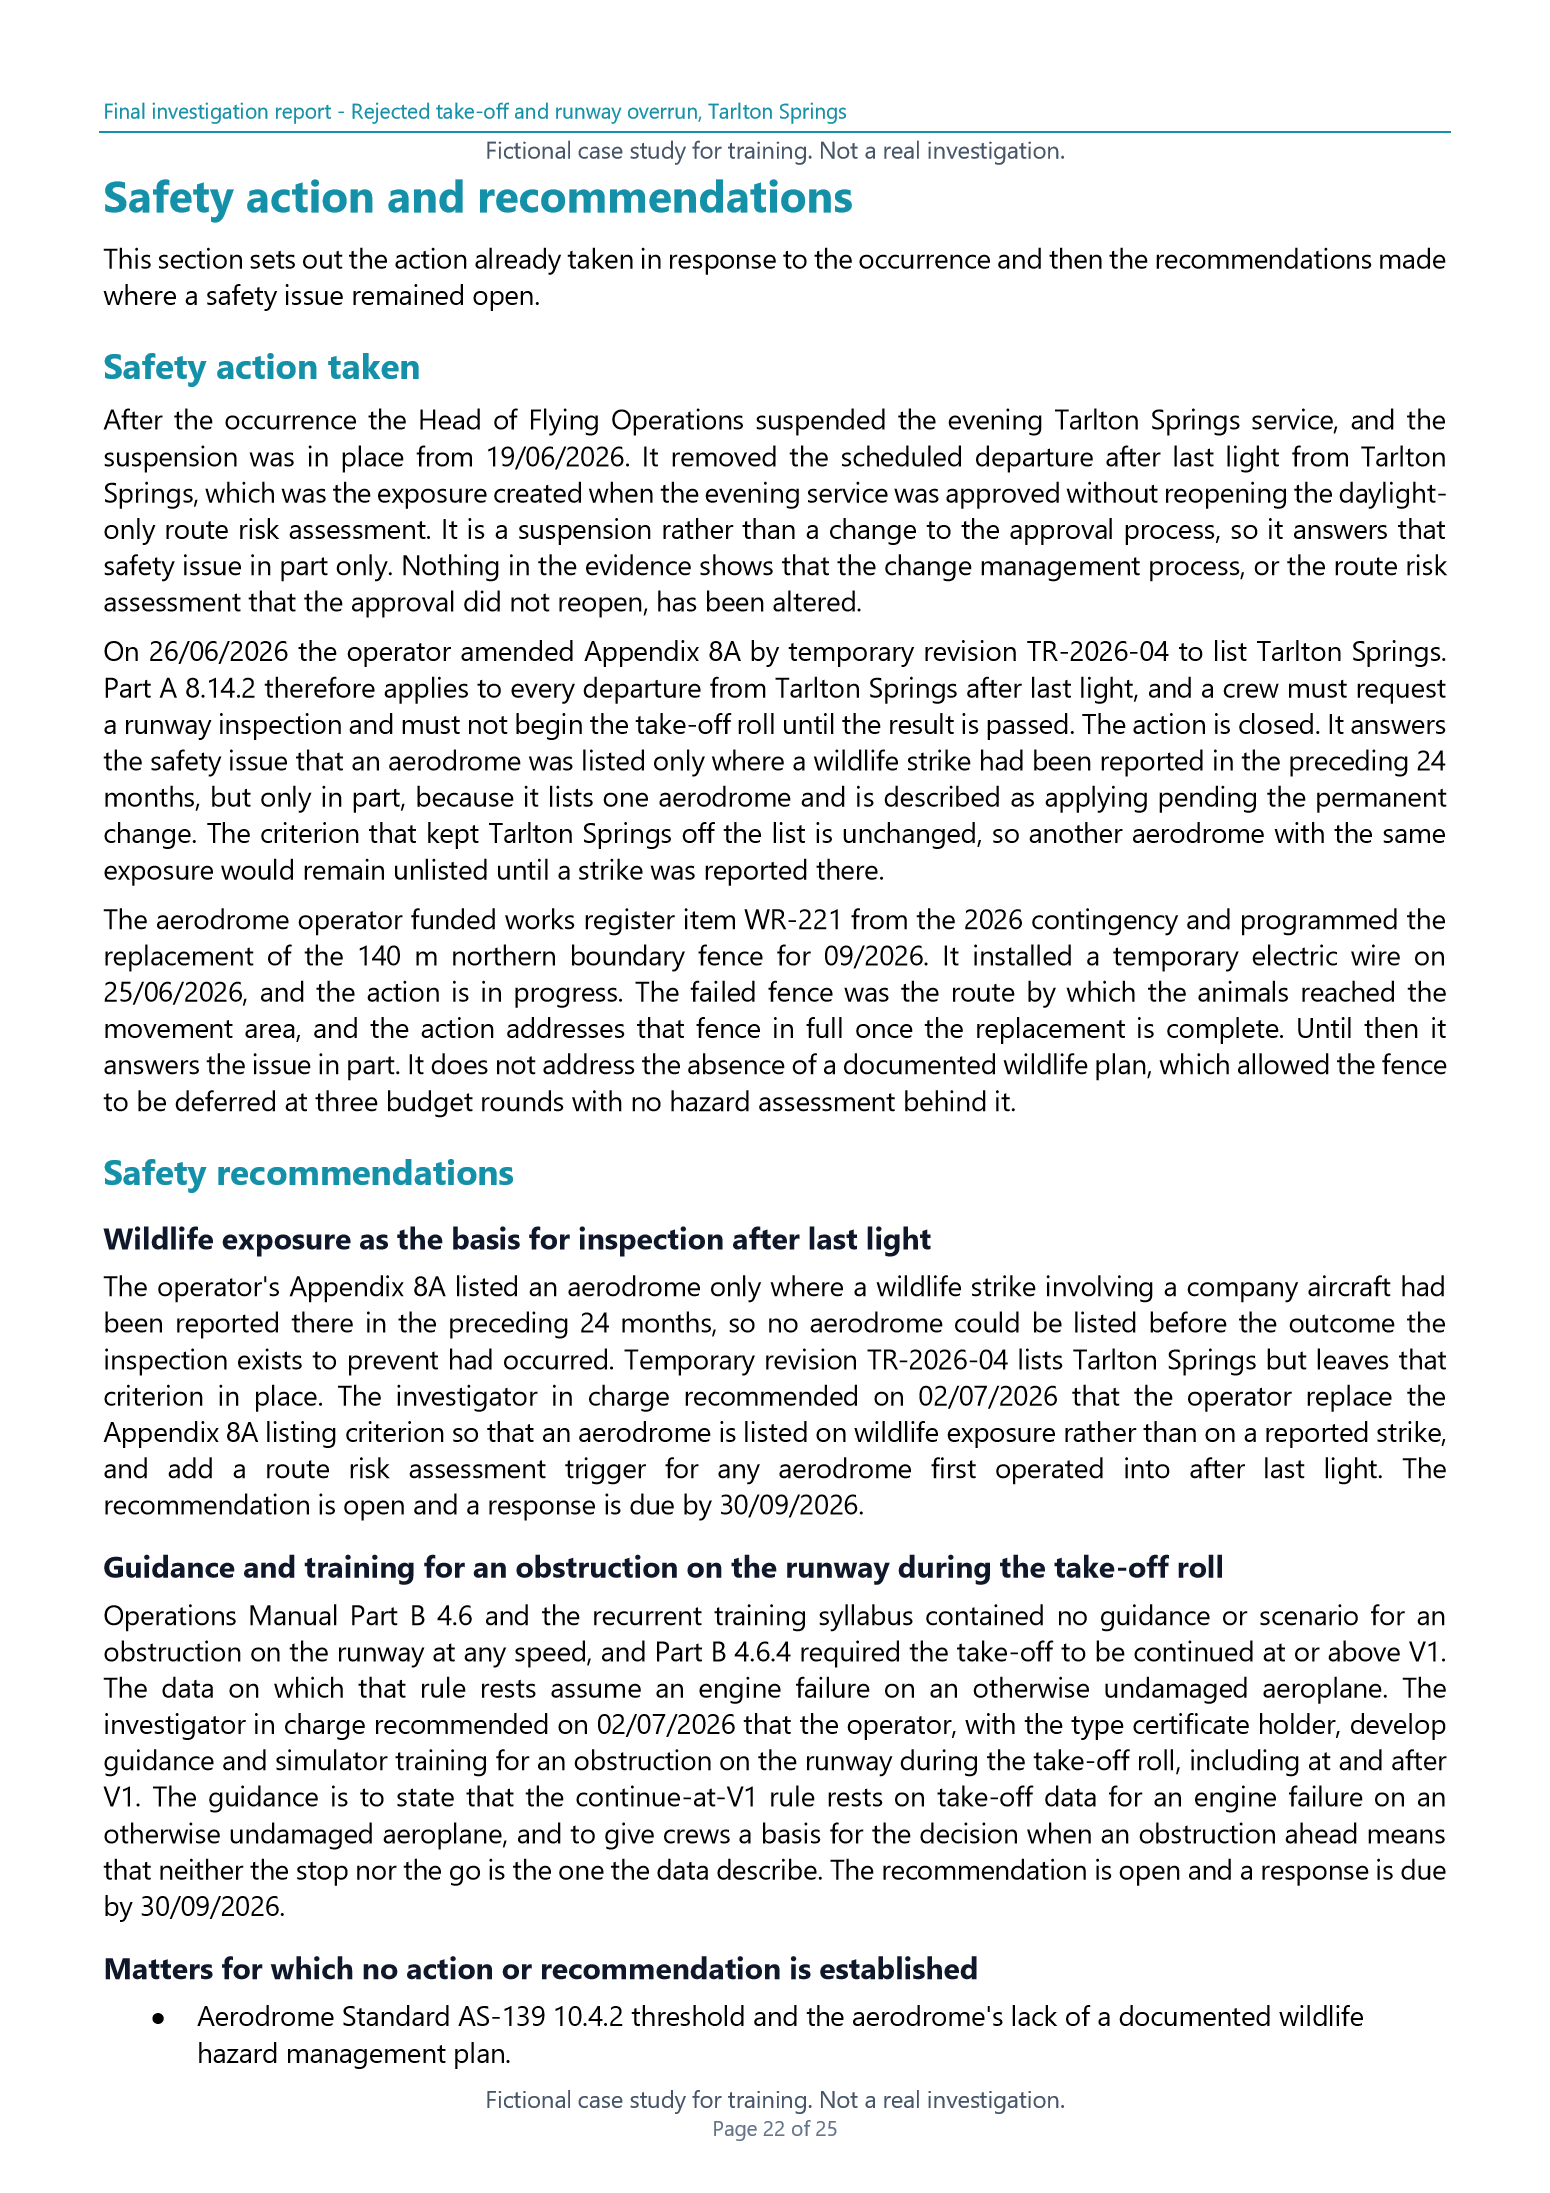 Final investigation report - Rejected take-off and runway overrun, Tarlton Springs
Fictional case study for training. Not a real investigation.
Safety action and recommendations
This section sets out the action already taken in response to the occurrence and then the recommendations made
where a safety issue remained open.
Safety action taken
After the occurrence the Head of Flying Operations suspended the evening Tarlton Springs service, and the
suspension was in place from 19/06/2026. It removed the scheduled departure after last light from Tarlton
Springs, which was the exposure created when the evening service was approved without reopening the daylight-
only route risk assessment. It is a suspension rather than a change to the approval process, so it answers that
safety issue in part only. Nothing in the evidence shows that the change management process, or the route risk
assessment that the approval did not reopen, has been altered.
On 26/06/2026 the operator amended Appendix 8A by temporary revision TR-2026-04 to list Tarlton Springs.
Part A 8.14.2 therefore applies to every departure from Tarlton Springs after last light, and a crew must request
a runway inspection and must not begin the take-off roll until the result is passed. The action is closed. It answers
the safety issue that an aerodrome was listed only where a wildlife strike had been reported in the preceding 24
months, but only in part, because it lists one aerodrome and is described as applying pending the permanent
change. The criterion that kept Tarlton Springs off the list is unchanged, so another aerodrome with the same
exposure would remain unlisted until a strike was reported there.
The aerodrome operator funded works register item WR-221 from the 2026 contingency and programmed the
replacement of the 140 m northern boundary fence for 09/2026. It installed a temporary electric wire on
25/06/2026, and the action is in progress. The failed fence was the route by which the animals reached the
movement area, and the action addresses that fence in full once the replacement is complete. Until then it
answers the issue in part. It does not address the absence of a documented wildlife plan, which allowed the fence
to be deferred at three budget rounds with no hazard assessment behind it.
Safety recommendations
Wildlife exposure as the basis for inspection after last light
The operator's Appendix 8A listed an aerodrome only where a wildlife strike involving a company aircraft had
been reported there in the preceding 24 months, so no aerodrome could be listed before the outcome the
inspection exists to prevent had occurred. Temporary revision TR-2026-04 lists Tarlton Springs but leaves that
criterion in place. The investigator in charge recommended on 02/07/2026 that the operator replace the
Appendix 8A listing criterion so that an aerodrome is listed on wildlife exposure rather than on a reported strike,
and add a route risk assessment trigger for any aerodrome first operated into after last light. The
recommendation is open and a response is due by 30/09/2026.
Guidance and training for an obstruction on the runway during the take-off roll
Operations Manual Part B 4.6 and the recurrent training syllabus contained no guidance or scenario for an
obstruction on the runway at any speed, and Part B 4.6.4 required the take-off to be continued at or above V1.
The data on which that rule rests assume an engine failure on an otherwise undamaged aeroplane. The
investigator in charge recommended on 02/07/2026 that the operator, with the type certificate holder, develop
guidance and simulator training for an obstruction on the runway during the take-off roll, including at and after
V1. The guidance is to state that the continue-at-V1 rule rests on take-off data for an engine failure on an
otherwise undamaged aeroplane, and to give crews a basis for the decision when an obstruction ahead means
that neither the stop nor the go is the one the data describe. The recommendation is open and a response is due
by 30/09/2026.
Matters for which no action or recommendation is established
● Aerodrome Standard AS-139 10.4.2 threshold and the aerodrome's lack of a documented wildlife
hazard management plan.
Fictional case study for training. Not a real investigation.
Page 22 of 25